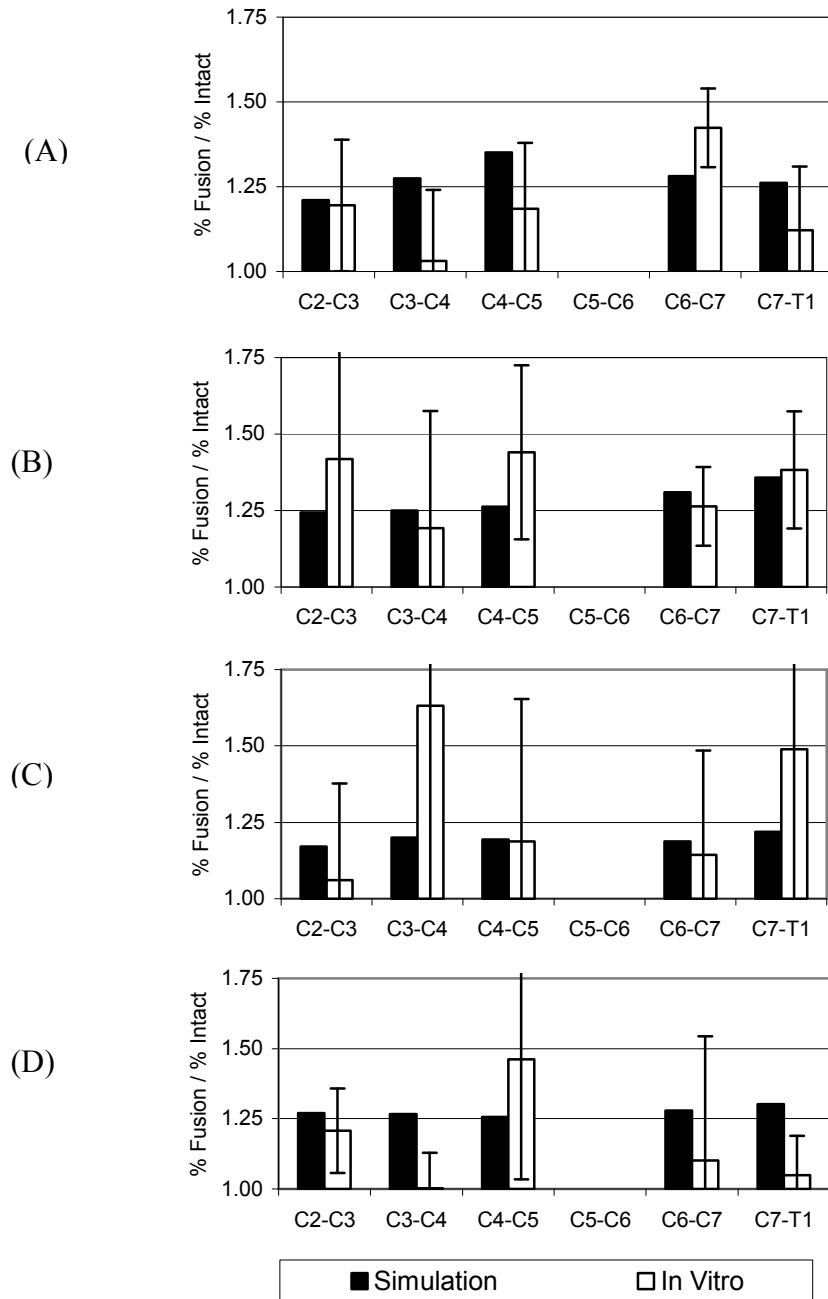 (A)
% Fusion / % Intact
1.75
1.50
1.25
1.00
C2-C3 C3-C4 C4-C5 C5-C6 C6-C7 C7-T1
(B)
% Fusion / % Intact
1.75
1.50
1.25
1.00
C2-C3 C3-C4 C4-C5 C5-C6 C6-C7 C7-T1
(C)
% Fusion / % Intact
1.75
1.50
1.25
1.00
C2-C3 C3-C4 C4-C5 C5-C6 C6-C7 C7-T1
(D)
% Fusion / % Intact
1.75
1.50
1.25
1.00
C2-C3 C3-C4 C4-C5 C5-C6 C6-C7 C7-T1
Simulation In Vitro